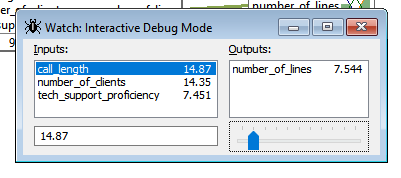 number_of_lines
Watch: Interactive Debug Mode
Inputs:
call_length 14.87
number_of_clients 14.35
tech_support_proficiency 7.451
14.87
Outputs:
number_of_lines 7.544